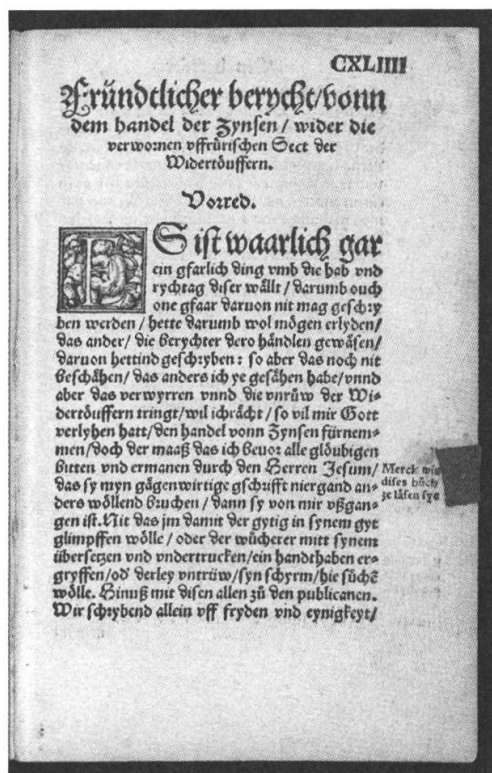 CXLIIII
Fründtlicher berycht/vonn
dem handel der Zynsen / wider die
verwornen vffrürischen Sect der
Widertöuffern.
Vorred.
ES ist waarlich gar
ein gfarlich ding vmb die hab vnd
rychtag diser wällt / darumb ouch
one gfaar daruon nit mag geschry
ben werden / hette darumb wol mögen erlyden/
das ander / die berychter dero händlen gewäsen/
daruon hettind geschryben: so aber das noch nit
beschähen / das anders ich ye gesähen habe/vnnd
aber das verwyrren vnnd die vnrůw der Wi⸗
dertöuffern tringt/wil ich rächt / so vil mir Gott
verlyhen hatt/den handel vonn Zynsen fürnem⸗
men/doch der maaß das ich beuor alle glöubigen
bitten vnd ermanen durch den Herren Jesum/
das sy myn gägenwirtige gschrifft niergand an⸗
ders wöllend bruchen / dann sy von mir vßgan⸗
gen ist. Nit das jm damit der gytig in synem gyt
glimpffen wölle / oder der wůcherer mitt synem
übersetzen vnd vndertrucken/ein handthaben er⸗
gryffen/od' derley vntrüw/syn schyrm/hie sůchē
wölle. Hinuß mit disen allen zů den publicanen.
Wir schrybend allein vff fryden vnd eynigkeyt/
Merck wie
dises bůch
ze läsen sye